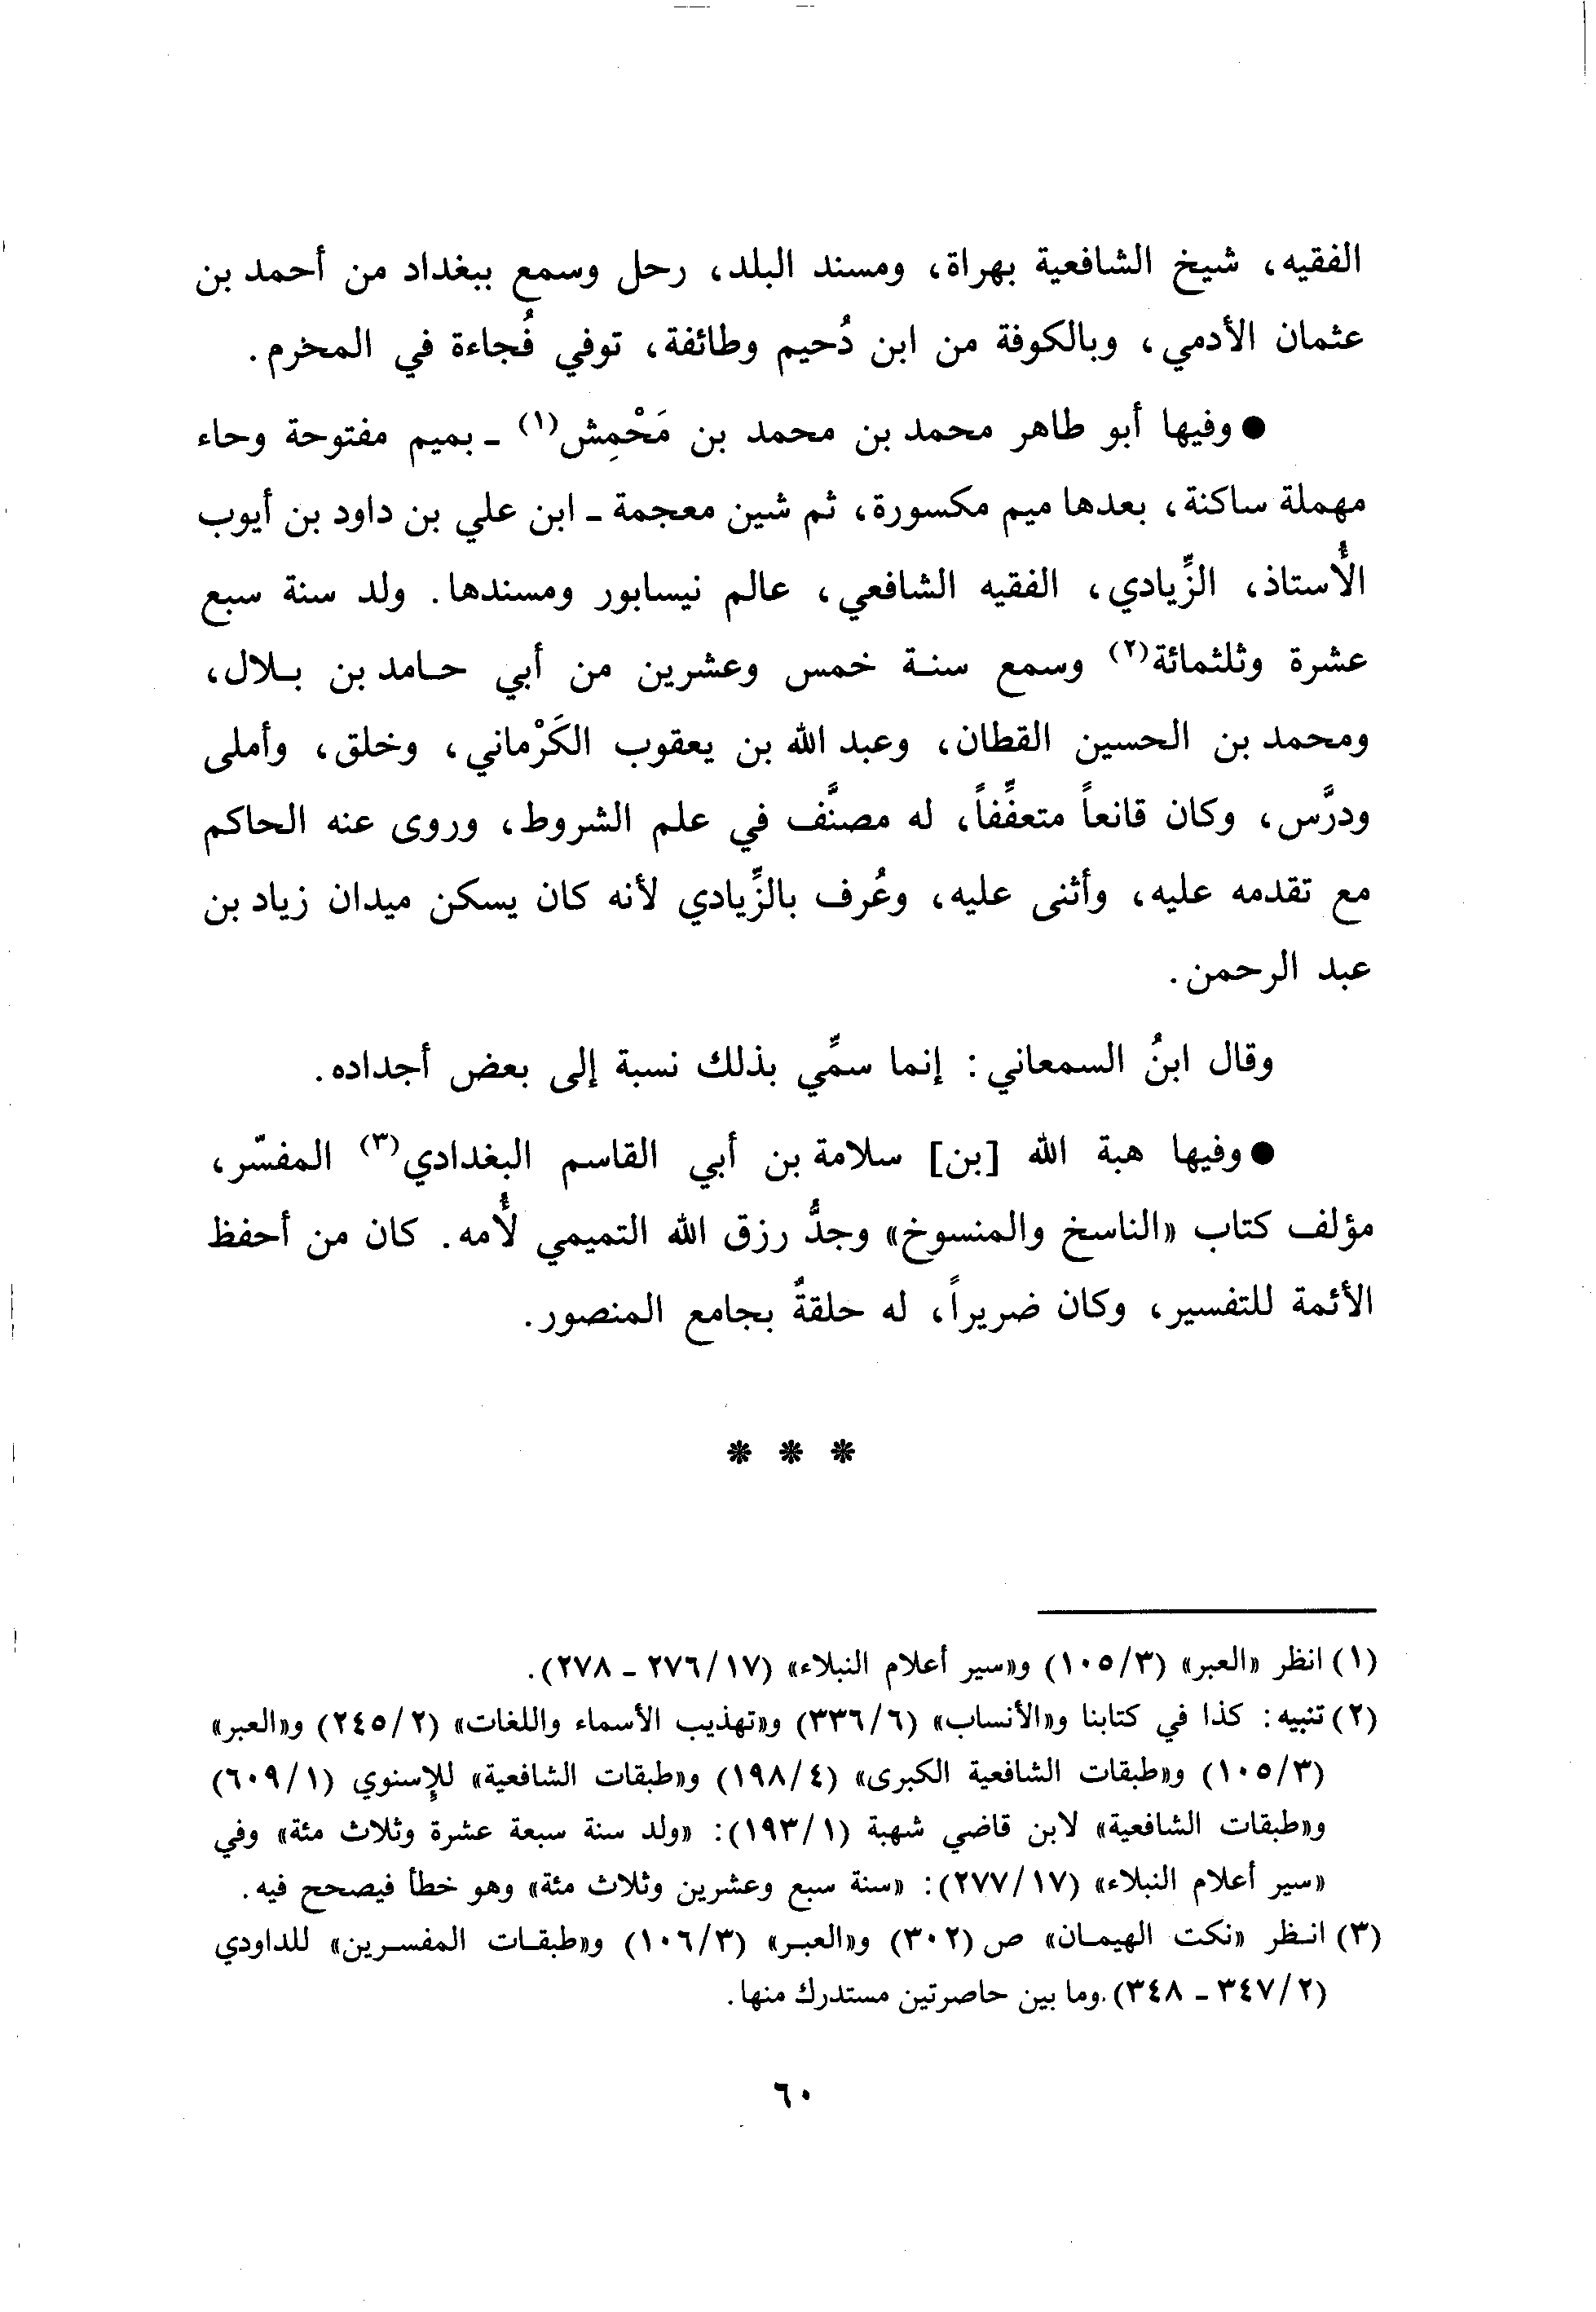 الفقيه، شيخ الشافعية بهراة، ومسند البلد، رحل وسمع ببغداد من أحمد بن
عثمان الأدمي، وبالكوفة من ابن دُحيم وطائفة، توفي فُجاءة في المحرم.
● وفيها أبو طاهر محمد بن محمد بن مَحْمِش(١) ـ بميم مفتوحة وحاء
مهملة ساكنة، بعدها ميم مكسورة، ثم شين معجمة ـ ابن علي بن داود بن أيوب
الأُستاذ، الزِّيادي، الفقيه الشافعي، عالم نيسابور ومسندها. ولد سنة سبع
عشرة وثلثمائة(٢) وسمع سنة خمس وعشرين من أبي حامد بن بلال،
ومحمد بن الحسين القطان، وعبد الله بن يعقوب الكَرْماني، وخلق، وأملى
ودرَّس، وكان قانعاً متعفِّفاً، له مصنَّف في علم الشروط، وروى عنه الحاكم
مع تقدمه عليه، وأثنى عليه، وعُرف بالزِّيادي لأنه كان يسكن ميدان زياد بن
عبد الرحمن.
وقال ابنُ السمعاني: إنما سمِّي بذلك نسبة إلى بعض أجداده.
● وفيها هبة الله [بن] سلامة بن أبي القاسم البغدادي(٣) المفسّر،
مؤلف كتاب «الناسخ والمنسوخ» وجدُّ رزق الله التميمي لأُمه. كان من أحفظ
الأئمة للتفسير، وكان ضريراً، له حلقةٌ بجامع المنصور.
* * *
(١) انظر «العبر» (١٠٥/٣) و«سير أعلام النبلاء» (٢٧٦/١٧ ـ ٢٧٨).
(٢) تنبيه: كذا في كتابنا و«الأنساب» (٣٣٦/٦) و«تهذيب الأسماء واللغات» (٢٤٥/٢) و«العبر»
(١٠٥/٣) و«طبقات الشافعية الكبرى» (١٩٨/٤) و«طبقات الشافعية» للإسنوي (٦٠٩/١)
و«طبقات الشافعية» لابن قاضي شهبة (١٩٣/١): «ولد سنة سبعة عشرة وثلاث مئة» وفي
«سير أعلام النبلاء» (٢٧٧/١٧): «سنة سبع وعشرين وثلاث مئة» وهو خطأ فيصحح فيه.
(٣) انظر «نكت الهيمان» ص (٣٠٢) و«العبر» (١٠٦/٣) و«طبقات المفسرين» للداودي
(٣٤٧/٢ ـ ٣٤٨). وما بين حاصرتين مستدرك منها.
٦٠